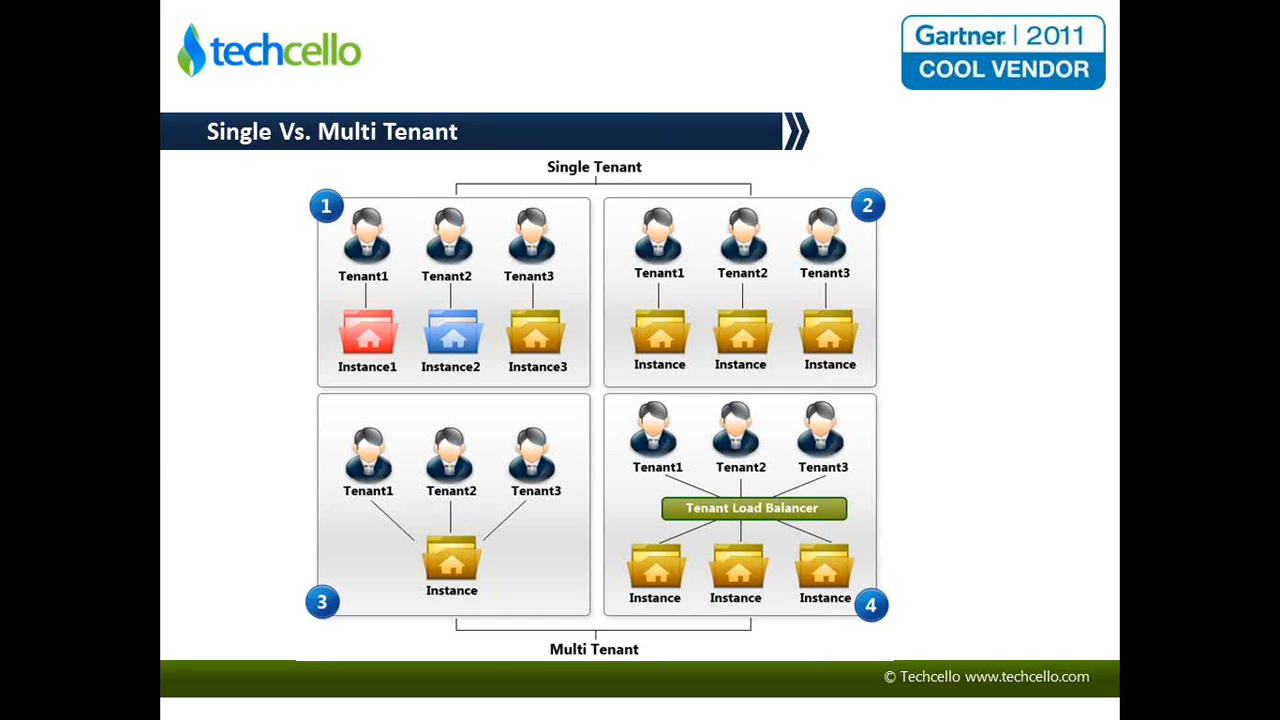 techcello
Gartner. | 2011
COOL VENDOR
Single Vs. Multi Tenant
Single Tenant
1
2
Tenant1 Tenant2 Tenant3
Instance1 Instance2 Instance3
Tenant1 Tenant2 Tenant3
Instance Instance Instance
Tenant1 Tenant2 Tenant3
Instance
3
Tenant1 Tenant2 Tenant3
Tenant Load Balancer
Instance Instance Instance
4
Multi Tenant
© Techcello www.techcello.com